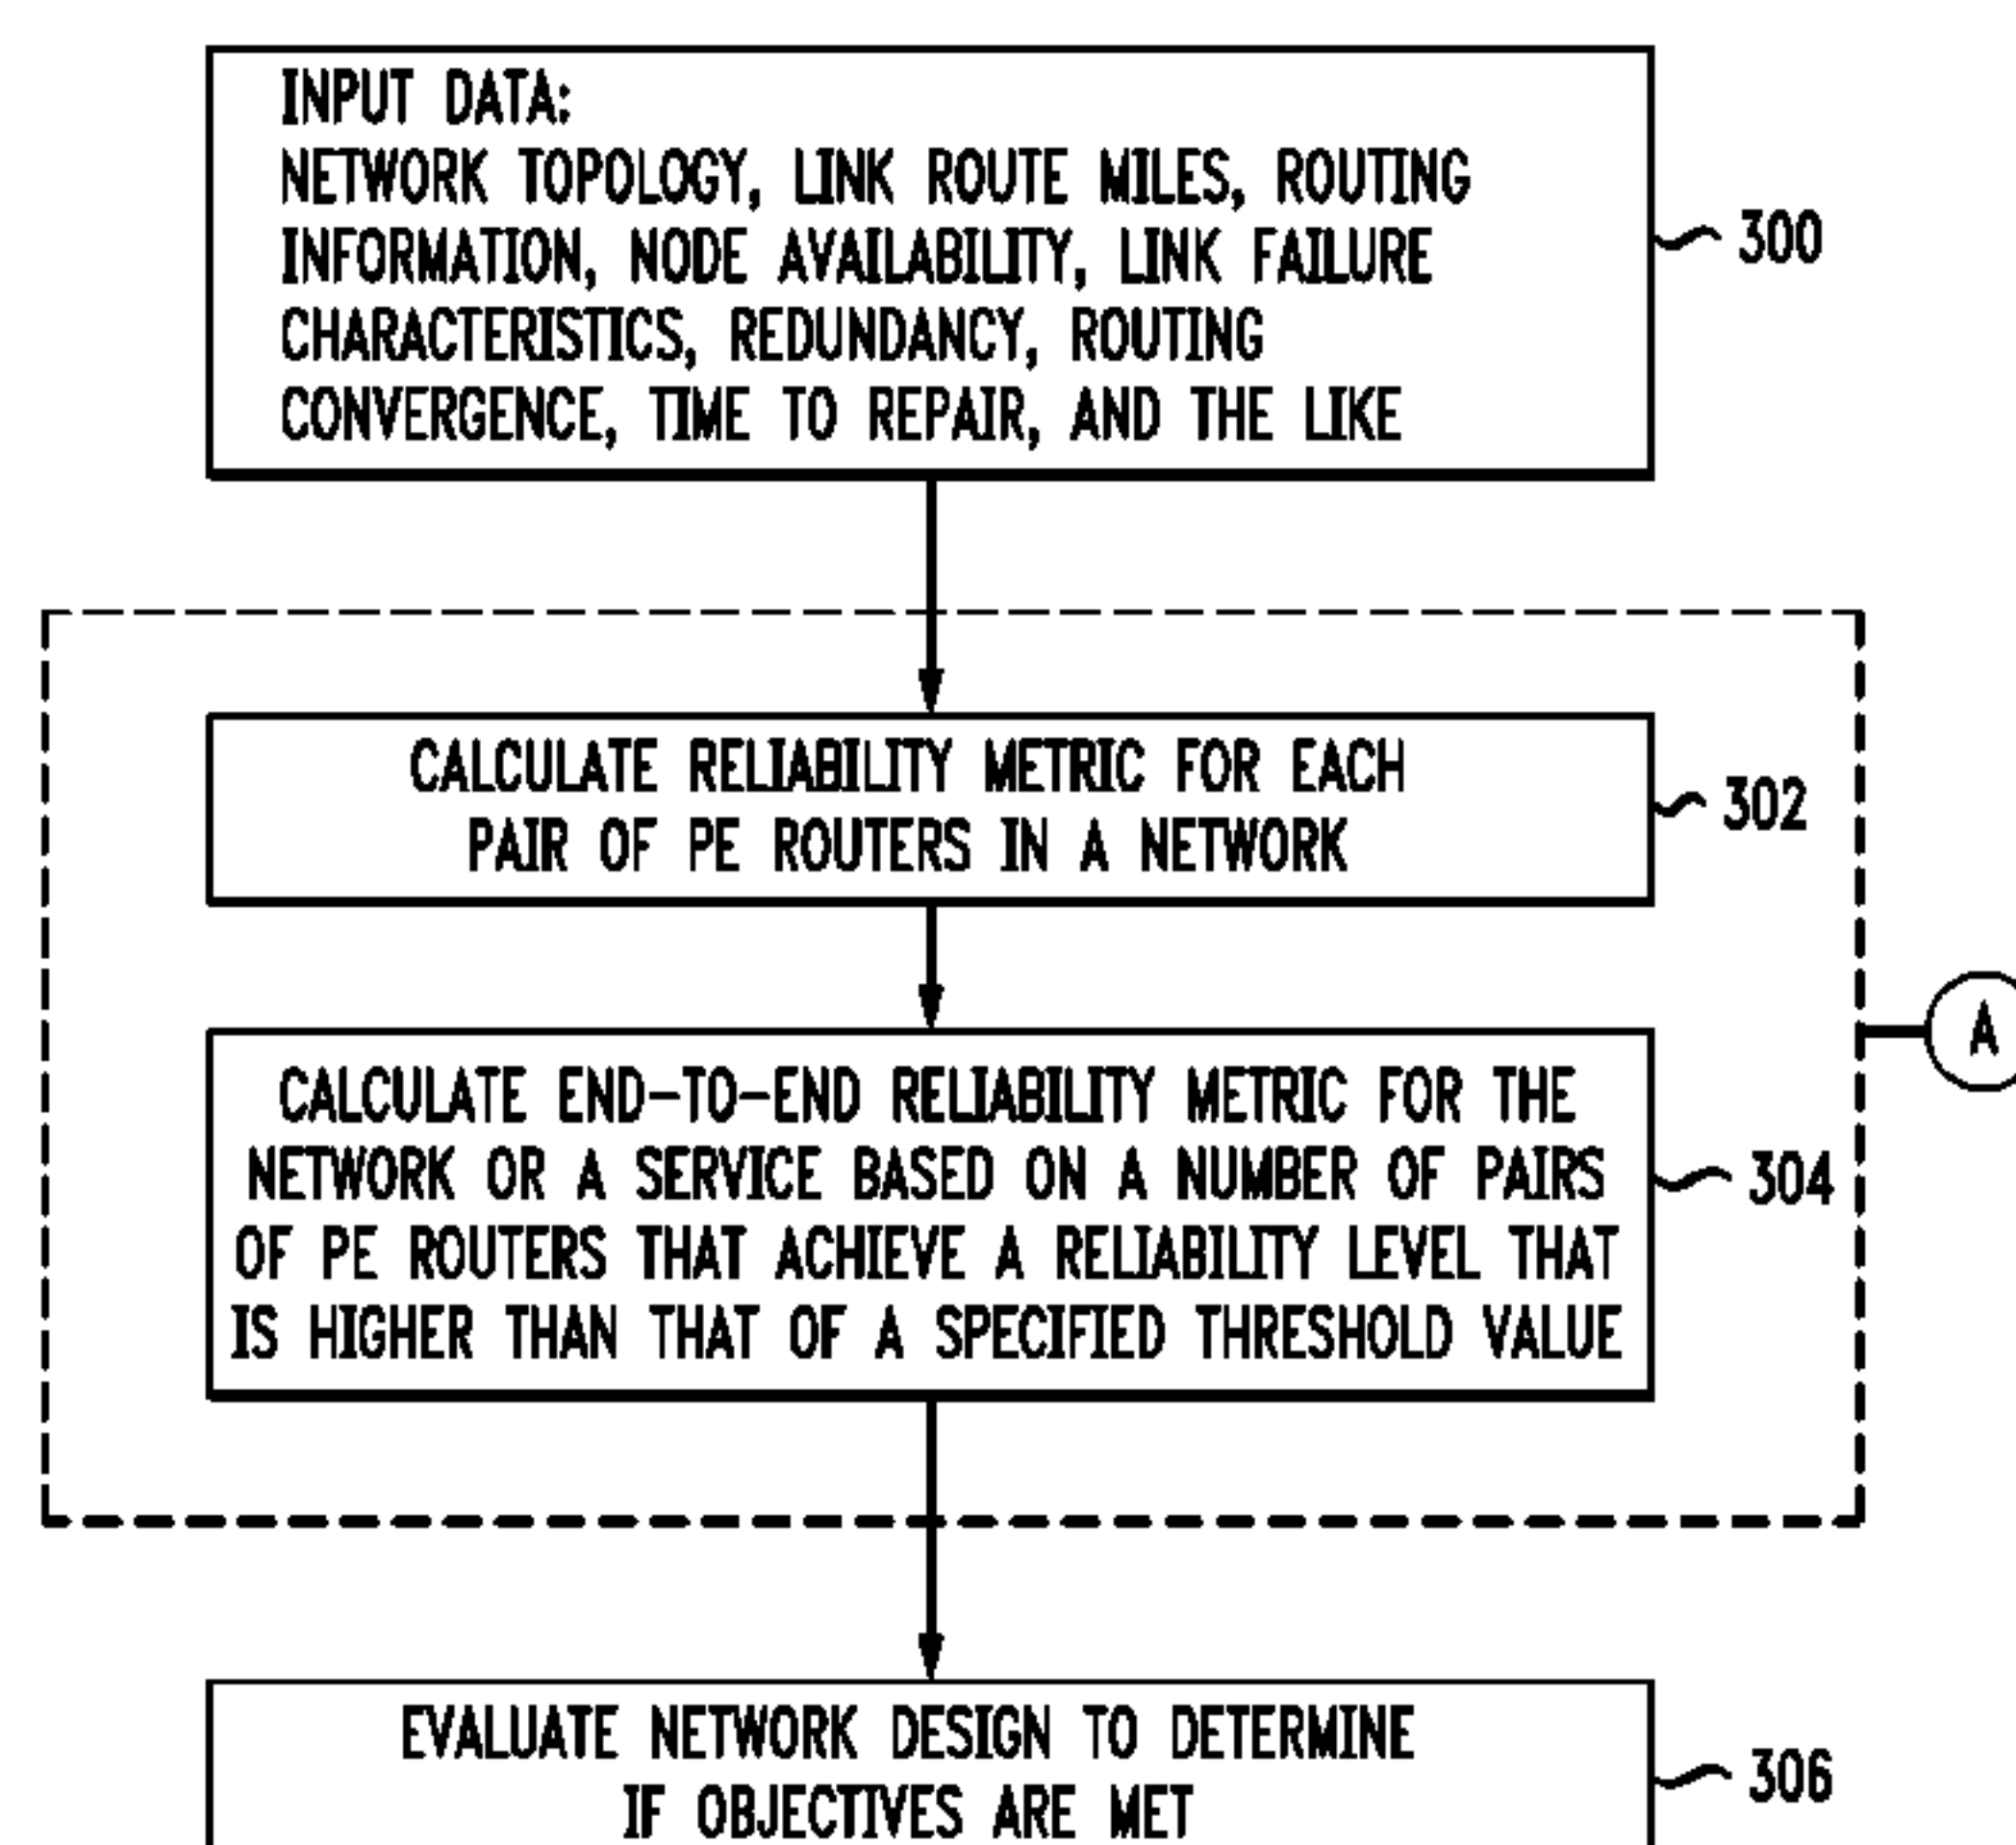 INPUT DATA:
NETWORK TOPOLOGY, LINK ROUTE MILES, ROUTING
INFORMATION, NODE AVAILABILITY, LINK FAILURE
CHARACTERISTICS, REDUNDANCY, ROUTING
CONVERGENCE, TIME TO REPAIR, AND THE LIKE
300
CALCULATE RELIABILITY METRIC FOR EACH
PAIR OF PE ROUTERS IN A NETWORK
302
A
CALCULATE END-TO-END RELIABILITY METRIC FOR THE
NETWORK OR A SERVICE BASED ON A NUMBER OF PAIRS
OF PE ROUTERS THAT ACHIEVE A RELIABILITY LEVEL THAT
IS HIGHER THAN THAT OF A SPECIFIED THRESHOLD VALUE
304
EVALUATE NETWORK DESIGN TO DETERMINE
IF OBJECTIVES ARE MET
306